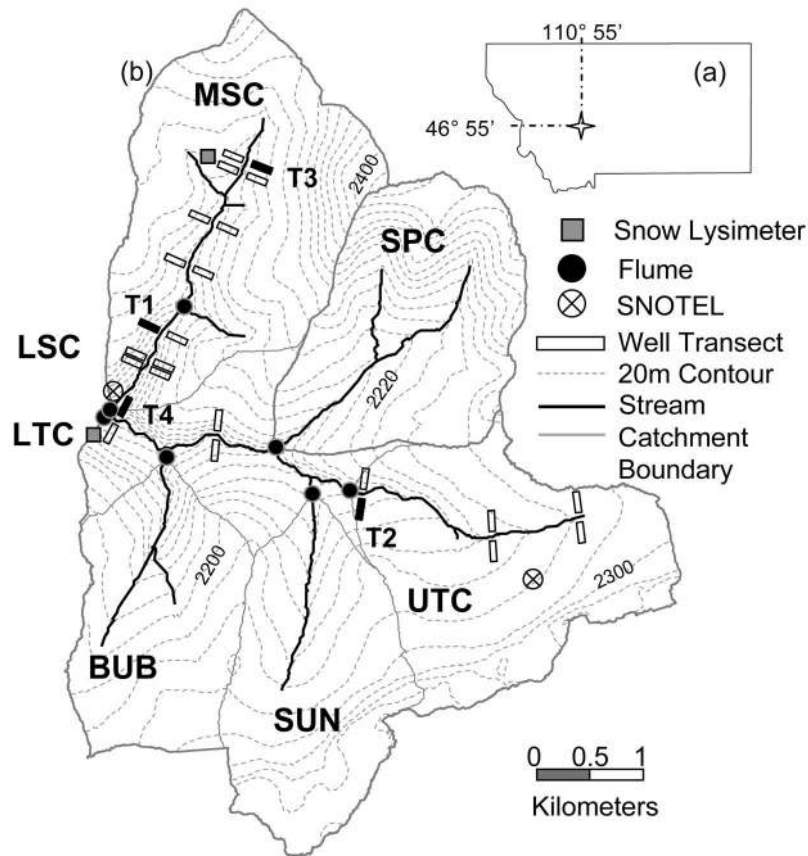 110° 55’
(b)
(a)
MSC
46° 55’
T3
2400
SPC
Snow Lysimeter
Flume
SNOTEL
T1
LSC
Well Transect
20m Contour
2220
Stream
T4
LTC
Catchment
Boundary
T2
2200
UTC
2300
BUB
SUN
0 0.5 1
Kilometers